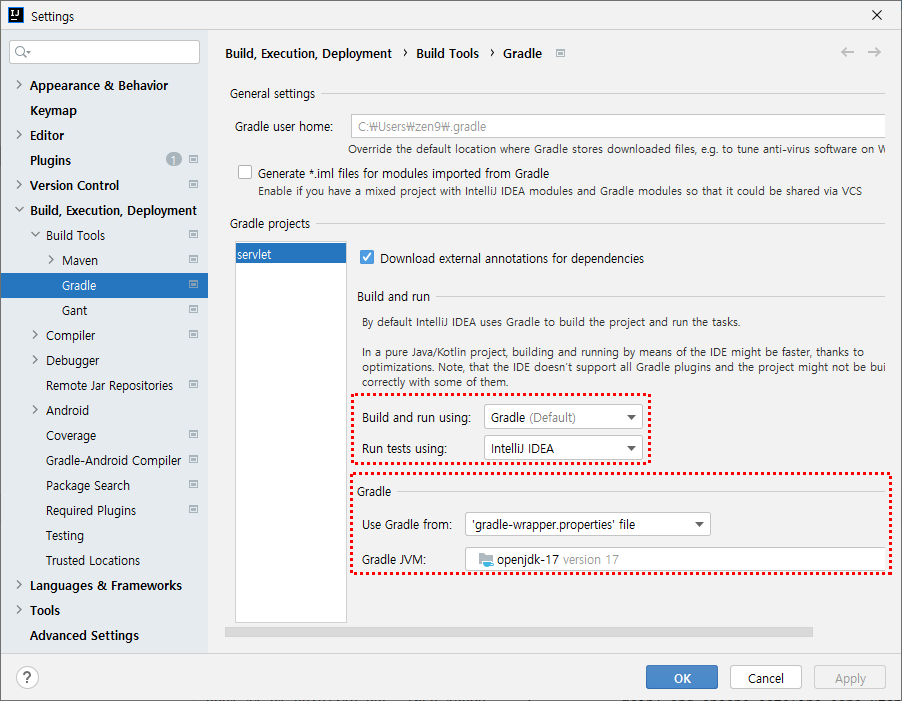 IJ Settings
Build, Execution, Deployment › Build Tools › Gradle
Appearance & Behavior
Keymap
Editor
Plugins 1
Version Control
Build, Execution, Deployment
Build Tools
Maven
Gradle
Gant
Compiler
Debugger
Remote Jar Repositories
Android
Coverage
Gradle-Android Compiler
Package Search
Required Plugins
Testing
Trusted Locations
Languages & Frameworks
Tools
Advanced Settings
General settings
Gradle user home: C:₩Users₩zen9₩.gradle
Override the default location where Gradle stores downloaded files, e.g. to tune anti-virus software on W
Generate *.iml files for modules imported from Gradle
Enable if you have a mixed project with IntelliJ IDEA modules and Gradle modules so that it could be shared via VCS
Gradle projects
servlet
Download external annotations for dependencies
Build and run
By default IntelliJ IDEA uses Gradle to build the project and run the tasks.
In a pure Java/Kotlin project, building and running by means of the IDE might be faster, thanks to
optimizations. Note, that the IDE doesn't support all Gradle plugins and the project might not be bui
correctly with some of them.
Build and run using: Gradle (Default)
Run tests using: IntelliJ IDEA
Gradle
Use Gradle from: 'gradle-wrapper.properties' file
Gradle JVM: openjdk-17 version 17
? OK Cancel Apply